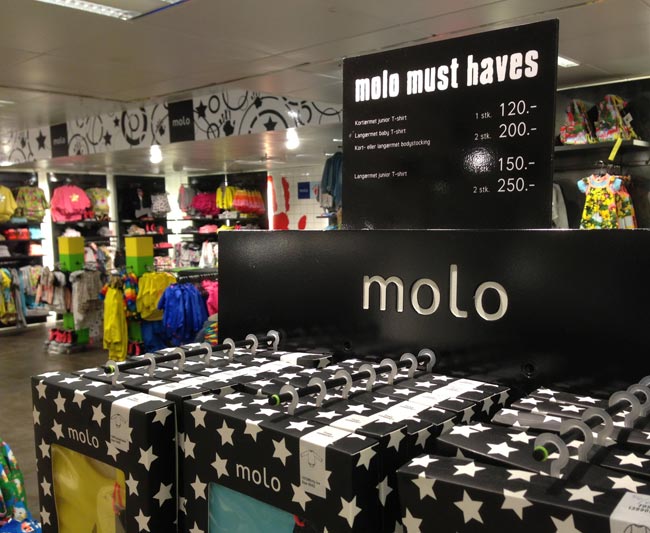 molo must haves
Kortærmet junior T-shirt
Langærmet baby T-shirt
Kort- eller langærmet bodystocking
1 stk. 120.-
2 stk. 200.-
Langærmet junior T-shirt
1 stk. 150.-
2 stk. 250.-
molo
molo
molo
molo